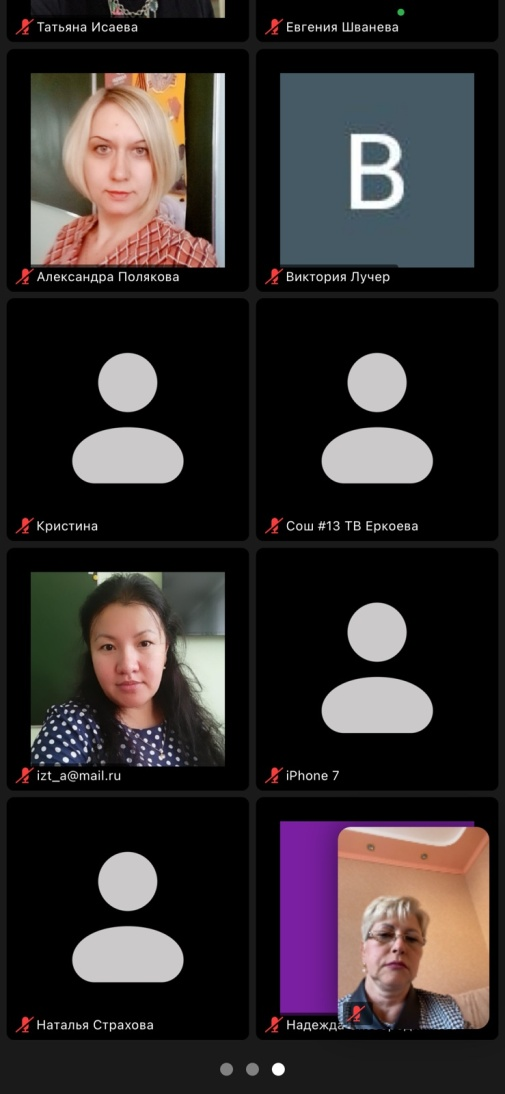 Татьяна Исаева
Евгения Шванева
Александра Полякова
В
Виктория Лучер
Кристина
Сош #13 ТВ Еркоева
izt_a@mail.ru
iPhone 7
Наталья Страхова
Надежда